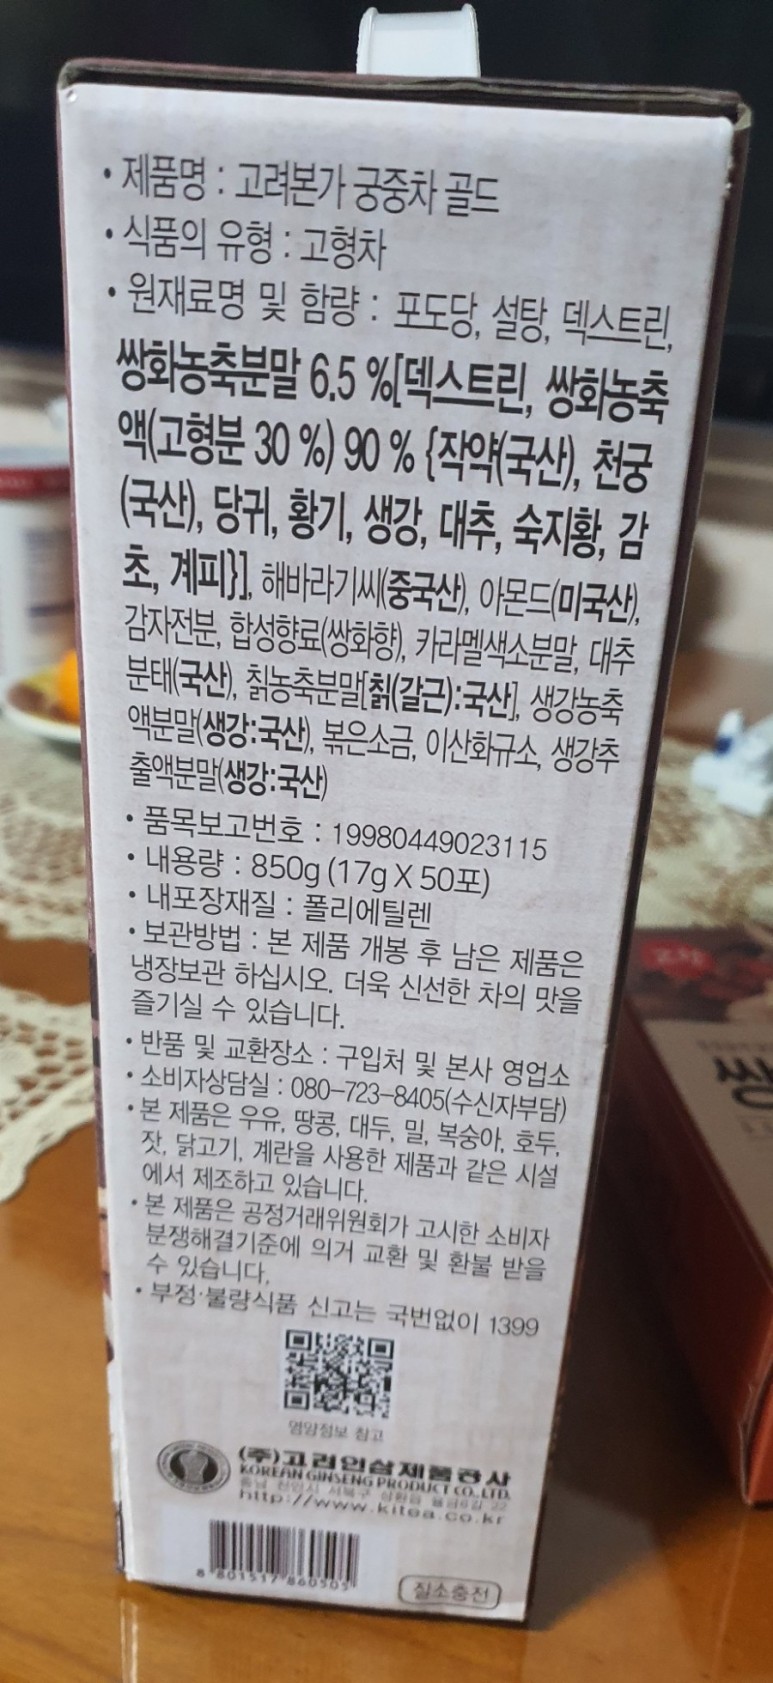 • 제품명 : 고려본가 궁중차 골드
• 식품의 유형 : 고형차
• 원재료명 및 함량 : 포도당, 설탕, 덱스트린,
쌍화농축분말 6.5 %[덱스트린, 쌍화농축
액(고형분 30 %) 90 % {작약(국산), 천궁
(국산), 당귀, 황기, 생강, 대추, 숙지황, 감
초, 계피}], 해바라기씨(중국산), 아몬드(미국산),
감자전분, 합성향료(쌍화향), 카라멜색소분말, 대추
분태(국산), 칡농축분말[칡(갈근):국산], 생강농축
액분말(생강:국산), 볶은소금, 이산화규소, 생강추
출액분말(생강:국산)
• 품목보고번호 : 19980449023115
• 내용량 : 850g (17g X 50포)
• 내포장재질 : 폴리에틸렌
• 보관방법 : 본 제품 개봉 후 남은 제품은
냉장보관 하십시오. 더욱 신선한 차의 맛을
즐기실 수 있습니다.
• 반품 및 교환장소 : 구입처 및 본사 영업소
• 소비자상담실 : 080-723-8405(수신자부담)
• 본 제품은 우유, 땅콩, 대두, 밀, 복숭아, 호두,
잣, 닭고기, 계란을 사용한 제품과 같은 시설
에서 제조하고 있습니다.
• 본 제품은 공정거래위원회가 고시한 소비자
분쟁해결기준에 의거 교환 및 환불 받을
수 있습니다.
• 부정·불량식품 신고는 국번없이 1399
영양정보 참고
(주)고려인삼제품공사
KOREAN GINSENG PRODUCT CO.,LTD.
충남 천안시 서북구 성환읍 율금6길 22
http://www.kitea.co.kr
8 801517 860505
질소충전
쌍